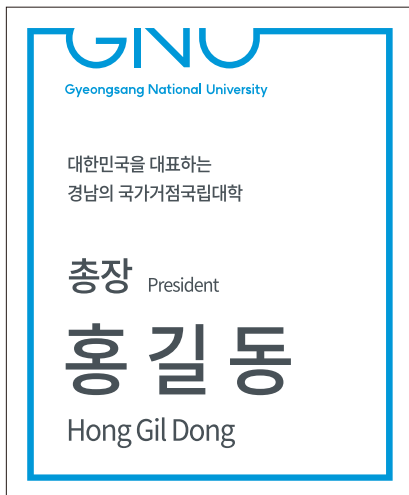 GNU
Gyeongsang National University
대한민국을 대표하는
경남의 국가거점국립대학
총장 President
홍길동
Hong Gil Dong